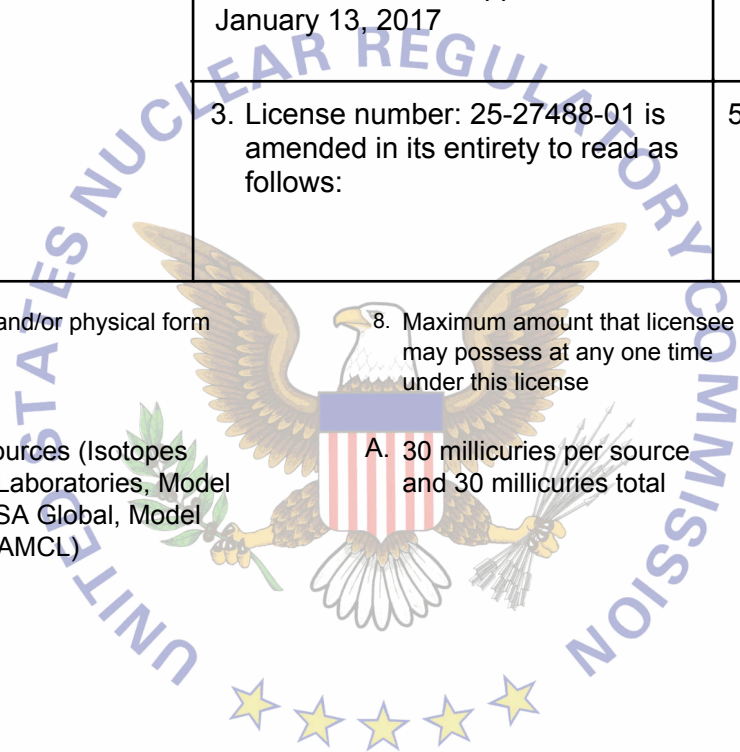 January 13, 2017
3. License number: 25-27488-01 is
amended in its entirety to read as
follows:
5
and/or physical form
8. Maximum amount that licensee
may possess at any one time
under this license
ources (Isotopes
Laboratories, Model
SA Global, Model
AMCL)
A. 30 millicuries per source
and 30 millicuries total
UNITED STATES NUCLEAR REGULATORY COMMISSION